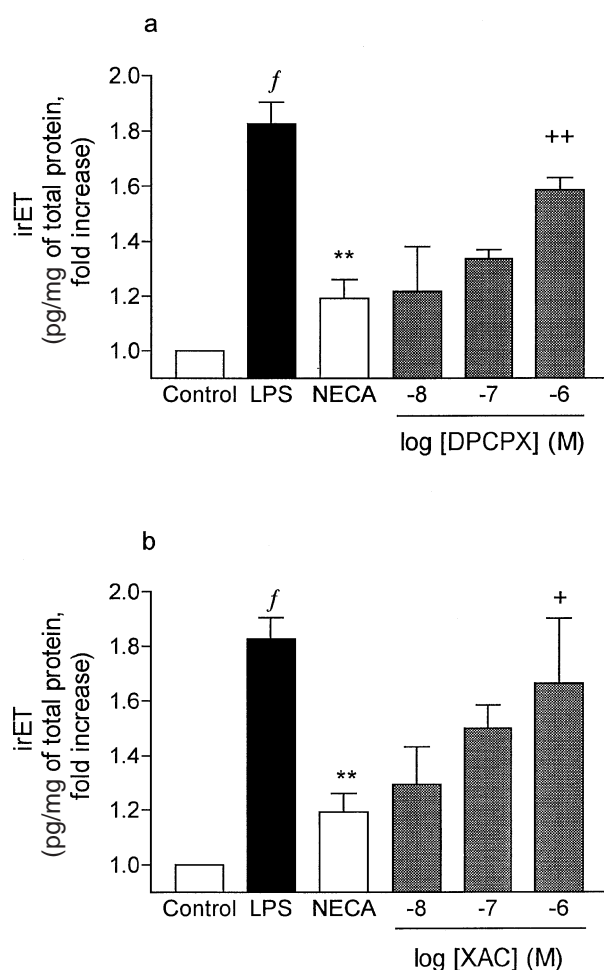 a
irET
(pg/mg of total protein,
fold increase)
2.0
1.8
1.6
1.4
1.2
1.0
ƒ
**
++
Control LPS NECA -8 -7 -6
log [DPCPX] (M)
b
irET
(pg/mg of total protein,
fold increase)
2.0
1.8
1.6
1.4
1.2
1.0
ƒ
**
+
Control LPS NECA -8 -7 -6
log [XAC] (M)